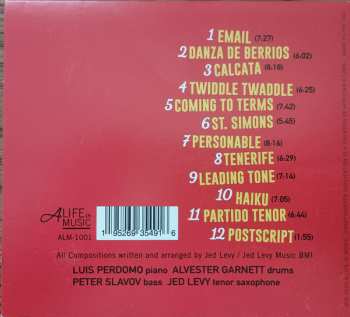 1 EMAIL (7:27)
2 DANZA DE BERRIOS (6:02)
3 CALCATA (8:18)
4 TWIDDLE TWADDLE (6:25)
5 COMING TO TERMS (7:42)
6 ST. SIMONS (5:45)
7 PERSONABLE (8:16)
8 TENERIFE (6:29)
9 LEADING TONE (7:14)
10 HAIKU (7:05)
11 PARTIDO TENOR (6:44)
12 POSTSCRIPT (1:55)
A LIFE IN MUSIC
ALM-1001
1 95269 35491 6
All Compositions written and arranged by Jed Levy / Jed Levy Music BMI
LUIS PERDOMO piano ALVESTER GARNETT drums
PETER SLAVOV bass JED LEVY tenor saxophone